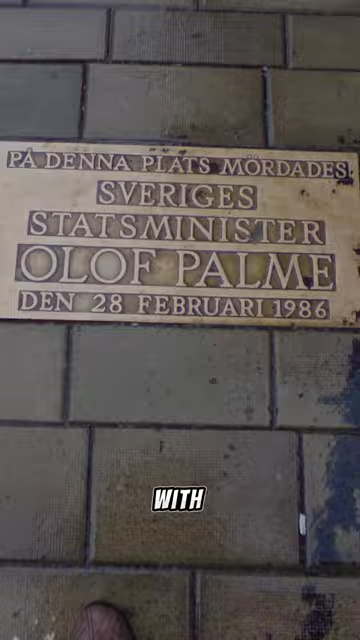 PÅ DENNA PLATS MÖRDADES
SVERIGES
STATSMINISTER
OLOF PALME
DEN 28 FEBRUARI 1986
WITH